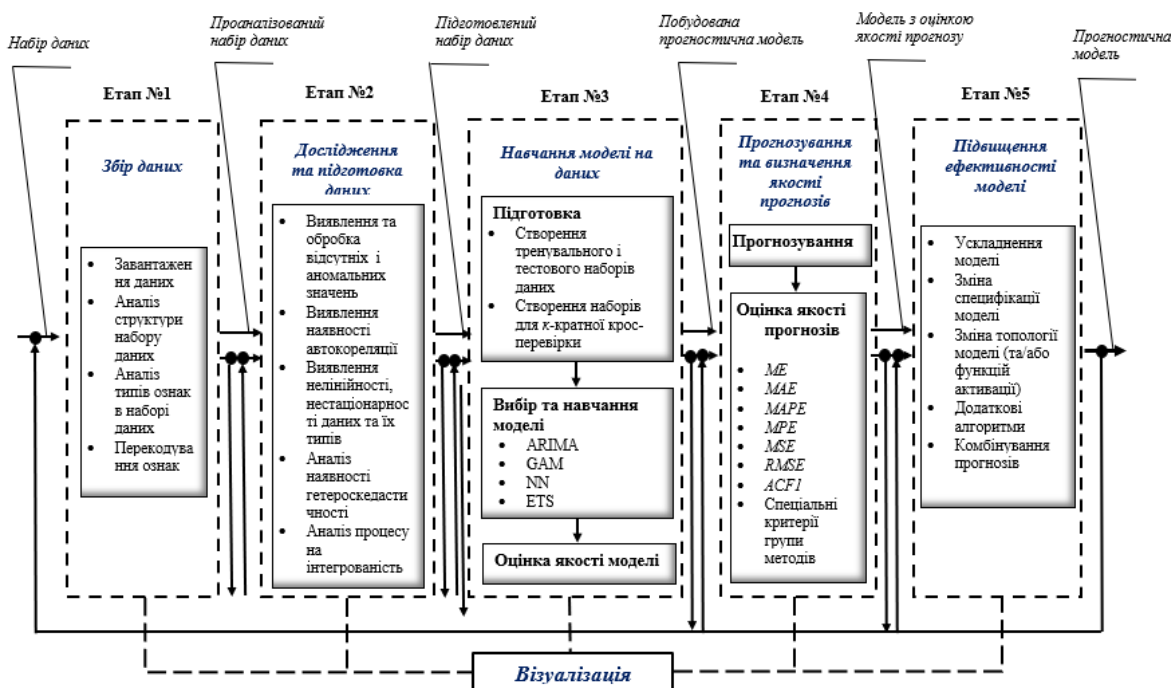 Набір даних
Проаналізований
набір даних
Підготовлений
набір даних
Побудована
прогностична модель
Модель з оцінкою
якості прогнозу
Прогностична
модель
Етап №1
Збір даних
Завантажен
ня даних
Аналіз
структури
набору
даних
Аналіз
типів ознак
в наборі
даних
Перекодува
ння ознак
Етап №2
Дослідження
та підготовка
даних
Виявлення та
обробка
відсутніх і
аномальних
значень
Виявлення
наявності
автокореляції
Виявлення
нелінійності,
нестаціонарнос
ті даних та їх
типів
Аналіз
наявності
гетероскедасти
чності
Аналіз процесу
на
інтегрованість
Етап №3
Навчання моделі на
даних
Підготовка
Створення
тренувального і
тестового наборів
даних
Створення наборів
для к-кратної крос-
перевірки
Вибір та навчання
моделі
ARIMA
GAM
NN
ETS
Оцінка якості моделі
Етап №4
Прогнозування
та визначення
якості
прогнозів
Прогнозування
Оцінка якості
прогнозів
ME
MAE
MAPE
MPE
MSE
RMSE
ACF1
Спеціальні
критерії
групи
методів
Етап №5
Підвищення
ефективності
моделі
Ускладнення
моделі
Зміна
специфікації
моделі
Зміна топології
моделі (та/або
функцій
активації)
Додаткові
алгоритми
Комбінування
прогнозів
Візуалізація